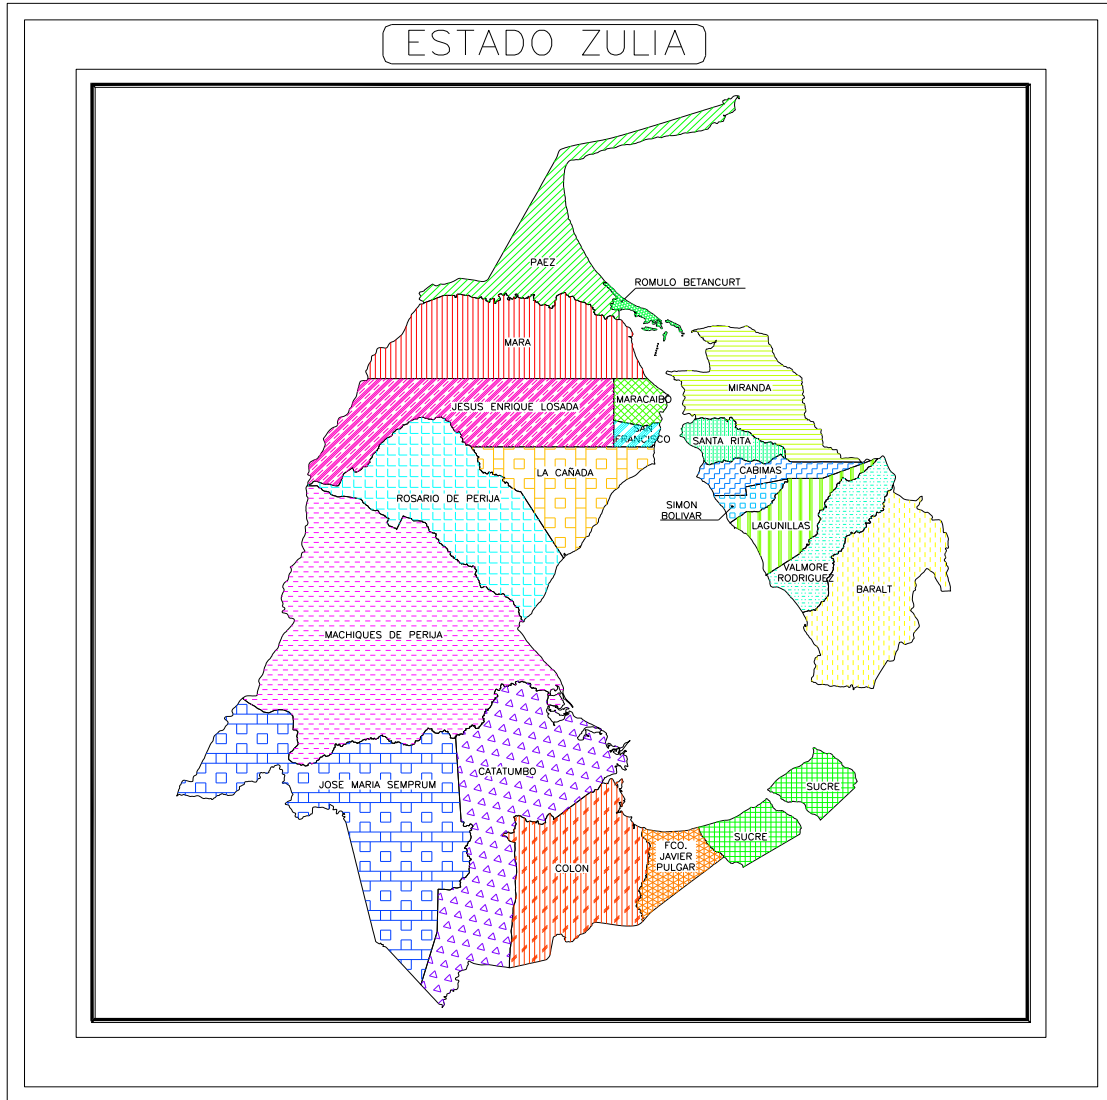 ESTADO ZULIA
PAEZ
ROMULO BETANCURT
MARA
MIRANDA
MARACAIBO
JESUS ENRIQUE LOSADA
SAN
FRANCISCO
SANTA RITA
LA CAÑADA
CABIMAS
ROSARIO DE PERIJA
SIMON
BOLIVAR
LAGUNILLAS
VALMORE
RODRIGUEZ
BARALT
MACHIQUES DE PERIJA
CATATUMBO
JOSE MARIA SEMPRUM
SUCRE
SUCRE
FCO.
JAVIER
PULGAR
COLON